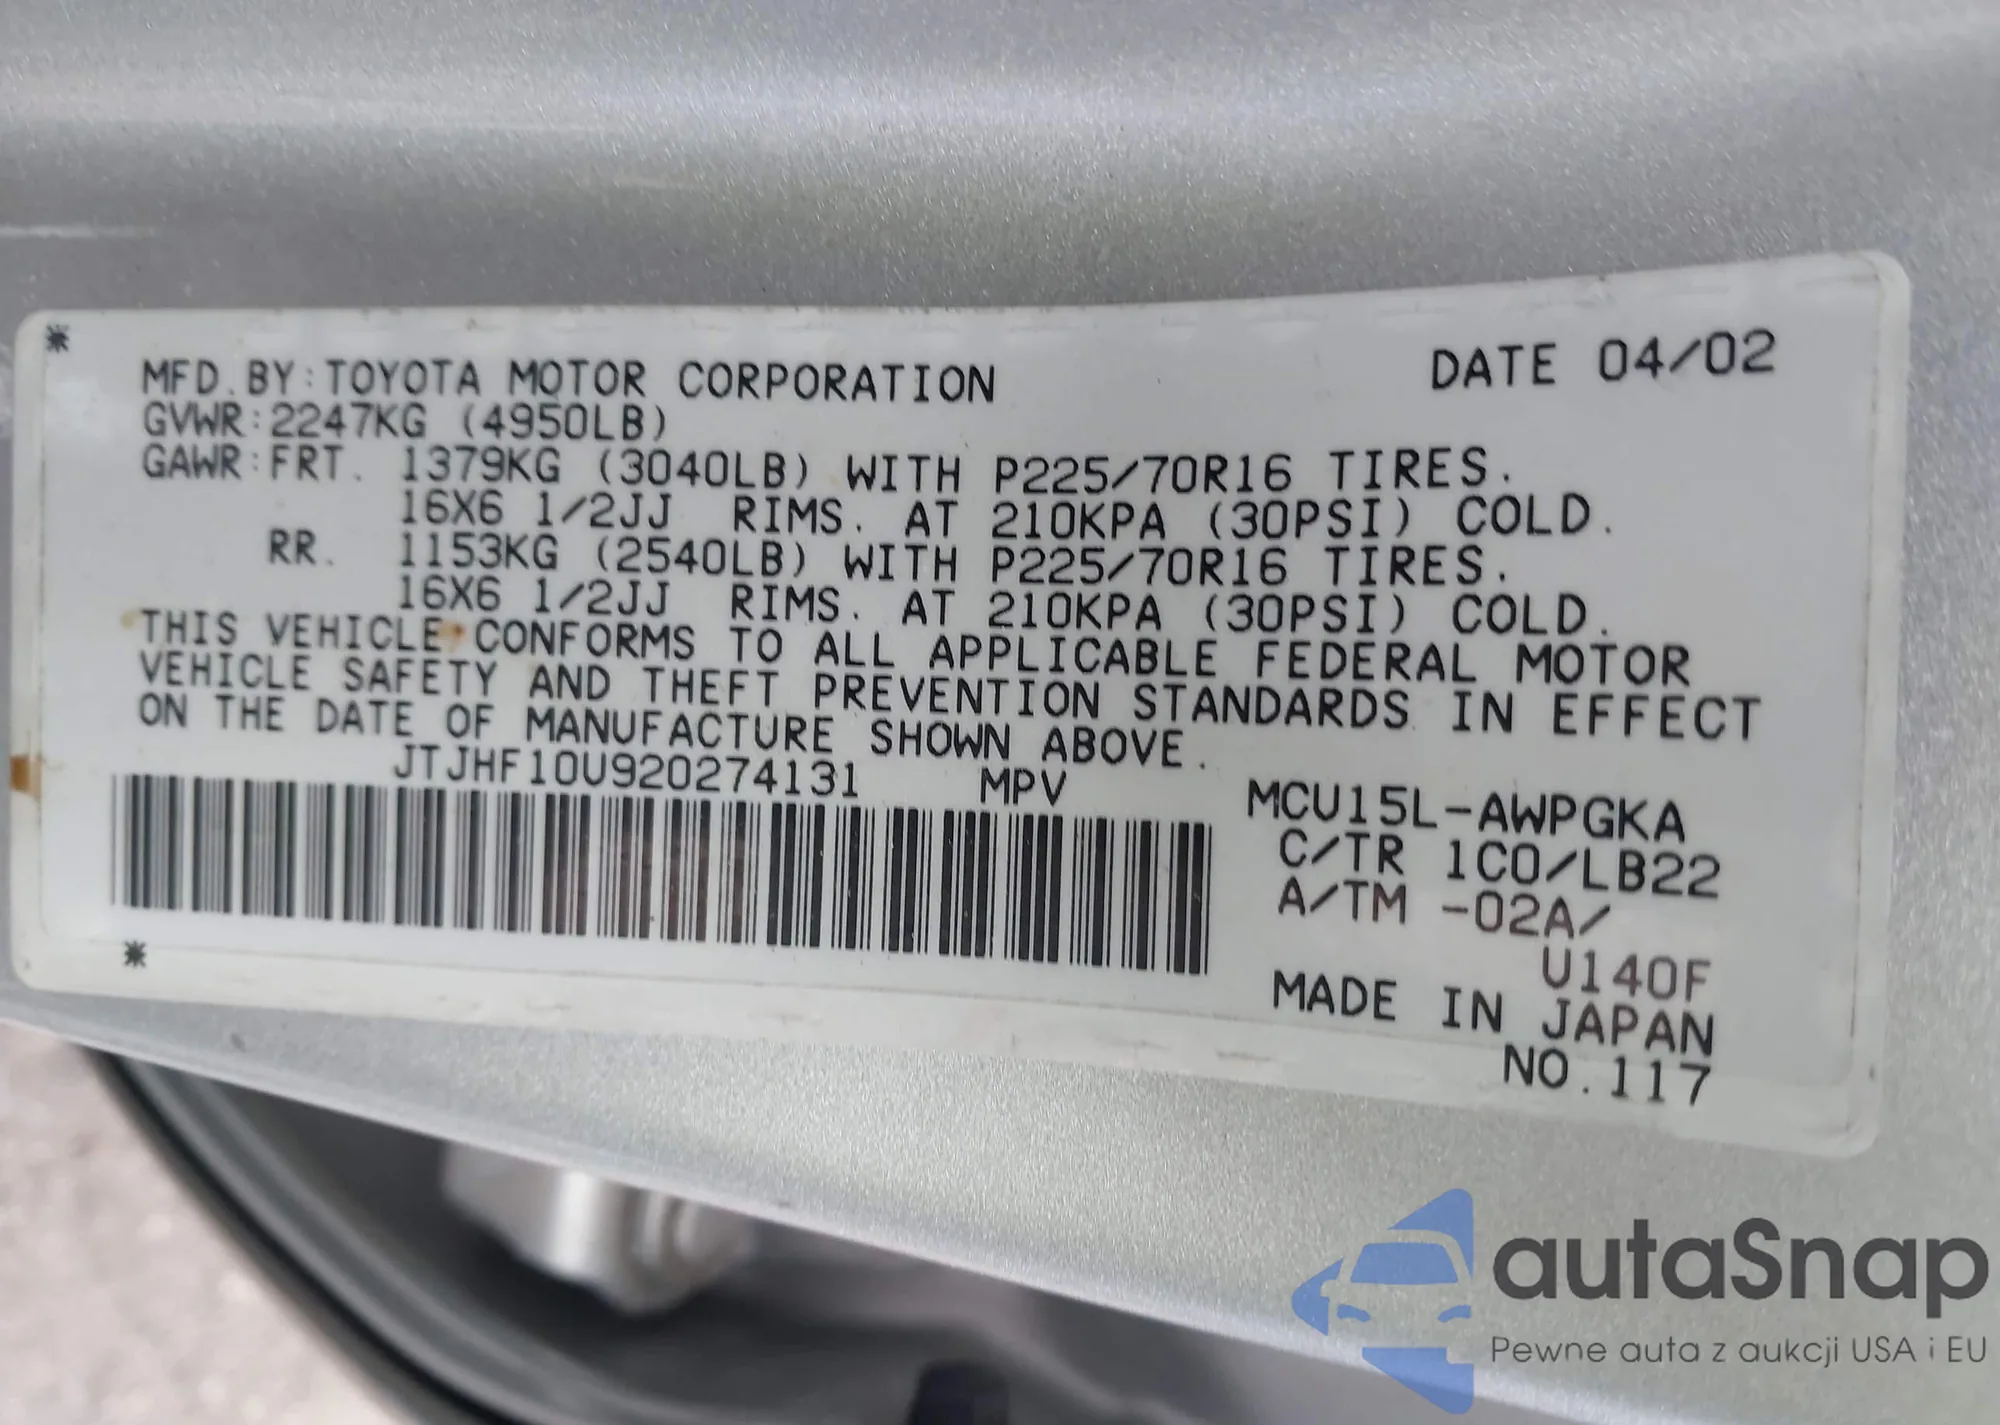 MFD.BY:TOYOTA MOTOR CORPORATION DATE 04/02
GVWR:2247KG (4950LB)
GAWR:FRT. 1379KG (3040LB) WITH P225/70R16 TIRES.
16X6 1/2JJ RIMS. AT 210KPA (30PSI) COLD.
RR. 1153KG (2540LB) WITH P225/70R16 TIRES.
16X6 1/2JJ RIMS. AT 210KPA (30PSI) COLD.
THIS VEHICLE CONFORMS TO ALL APPLICABLE FEDERAL MOTOR
VEHICLE SAFETY AND THEFT PREVENTION STANDARDS IN EFFECT
ON THE DATE OF MANUFACTURE SHOWN ABOVE.
JTJHF10U920274131 MPV
MCU15L-AWPGKA
C/TR 1C0/LB22
A/TM -02A/
U140F
MADE IN JAPAN
NO.117
autaSnap
Pewne auta z aukcji USA i EU